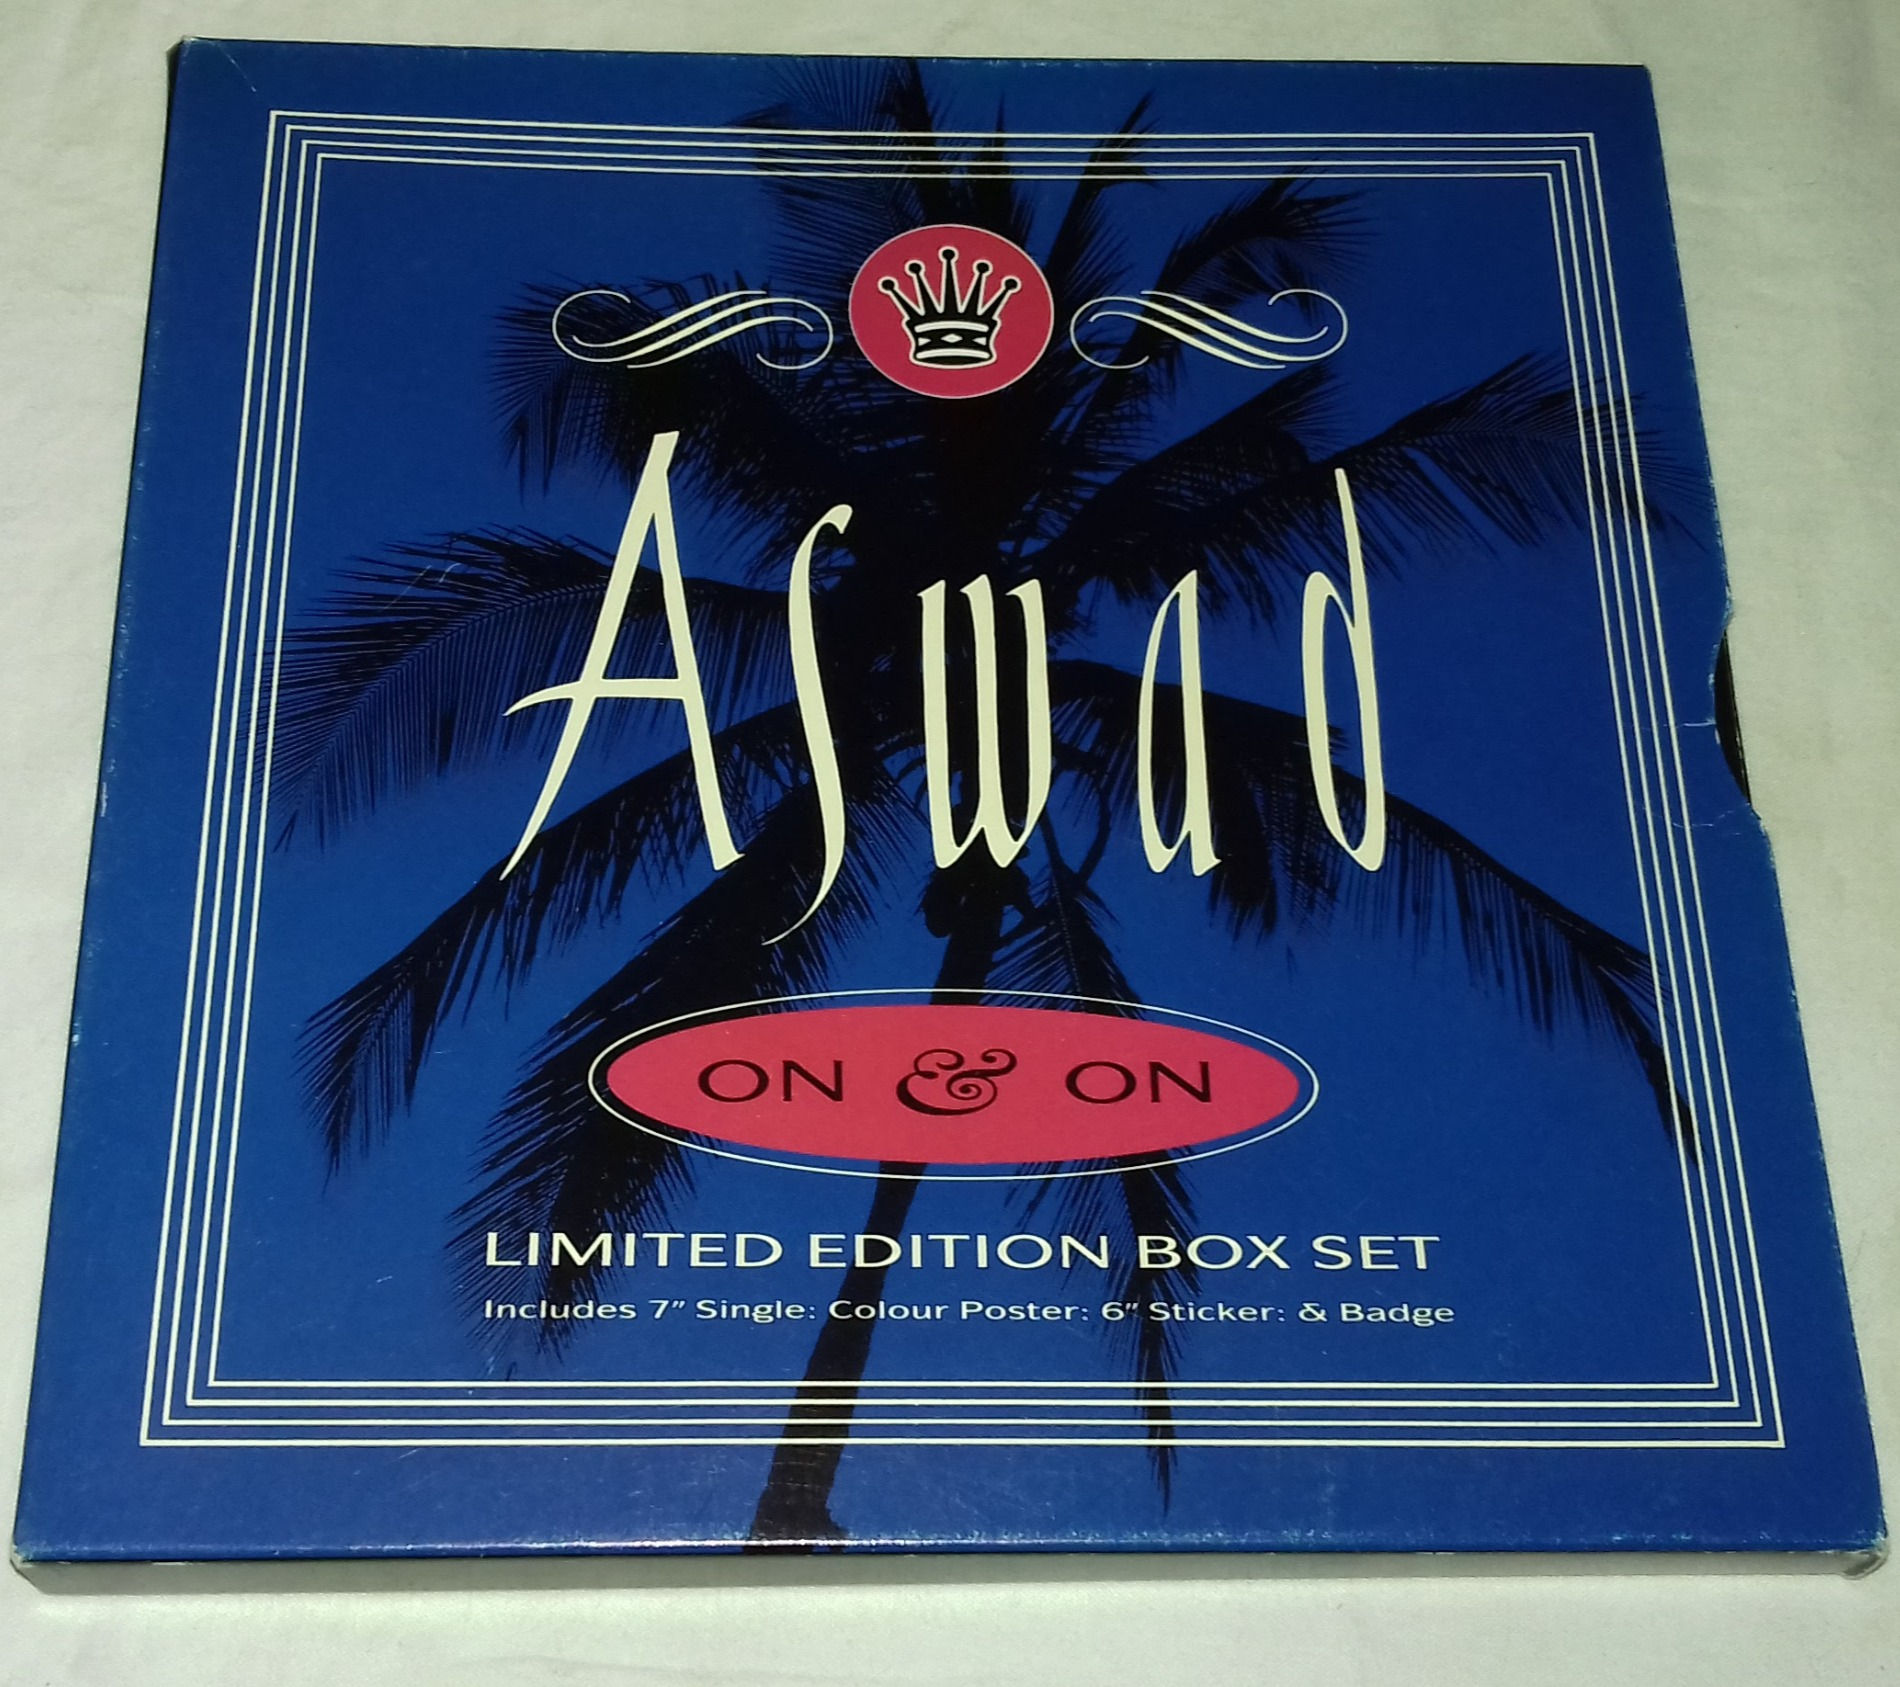 Aswad
ON & ON
LIMITED EDITION BOX SET
Includes 7" Single: Colour Poster: 6" Sticker: & Badge